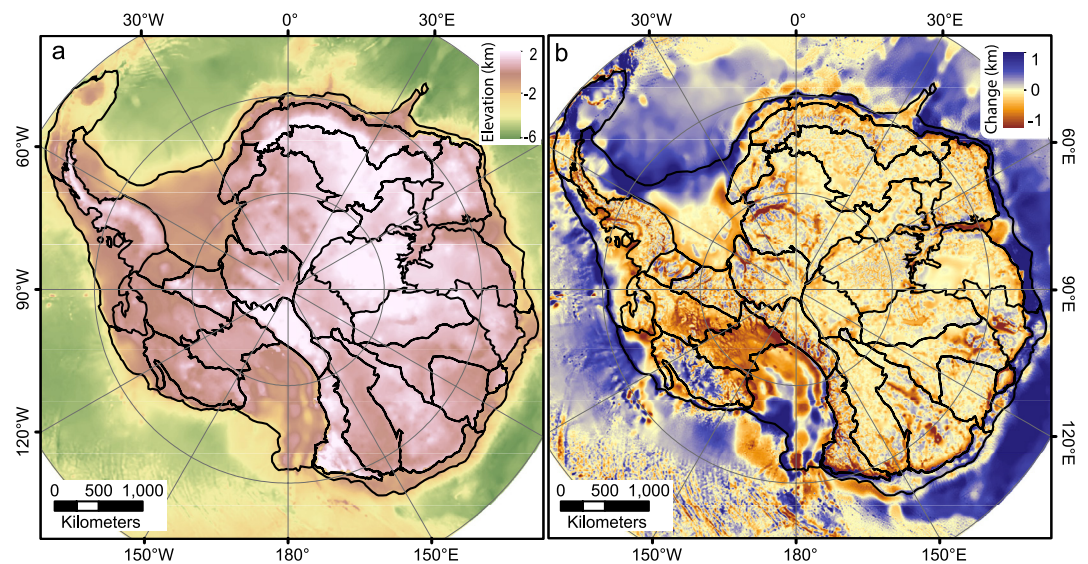 30°W 0° 30°E 30°W 0° 30°E
a
Elevation (km)
2
-2
-6
b
Change (km)
1
0
-1
60°W
90°W
120°W
60°E
90°E
120°E
0 500 1,000
Kilometers
0 500 1,000
Kilometers
150°W 180° 150°E 150°W 180° 150°E